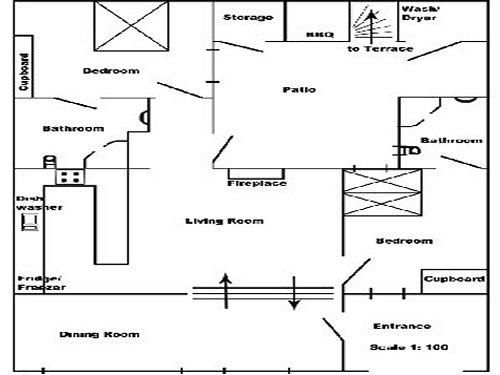 Storage
BBQ
Wash/
Dryer
to Terrace
Cupboard
Bedroom
Patio
Bathroom
Bathroom
Fireplace
Dish
washer
Living Room
Bedroom
Fridge/
Freezer
Cupboard
Dining Room
Entrance
Scale 1: 100